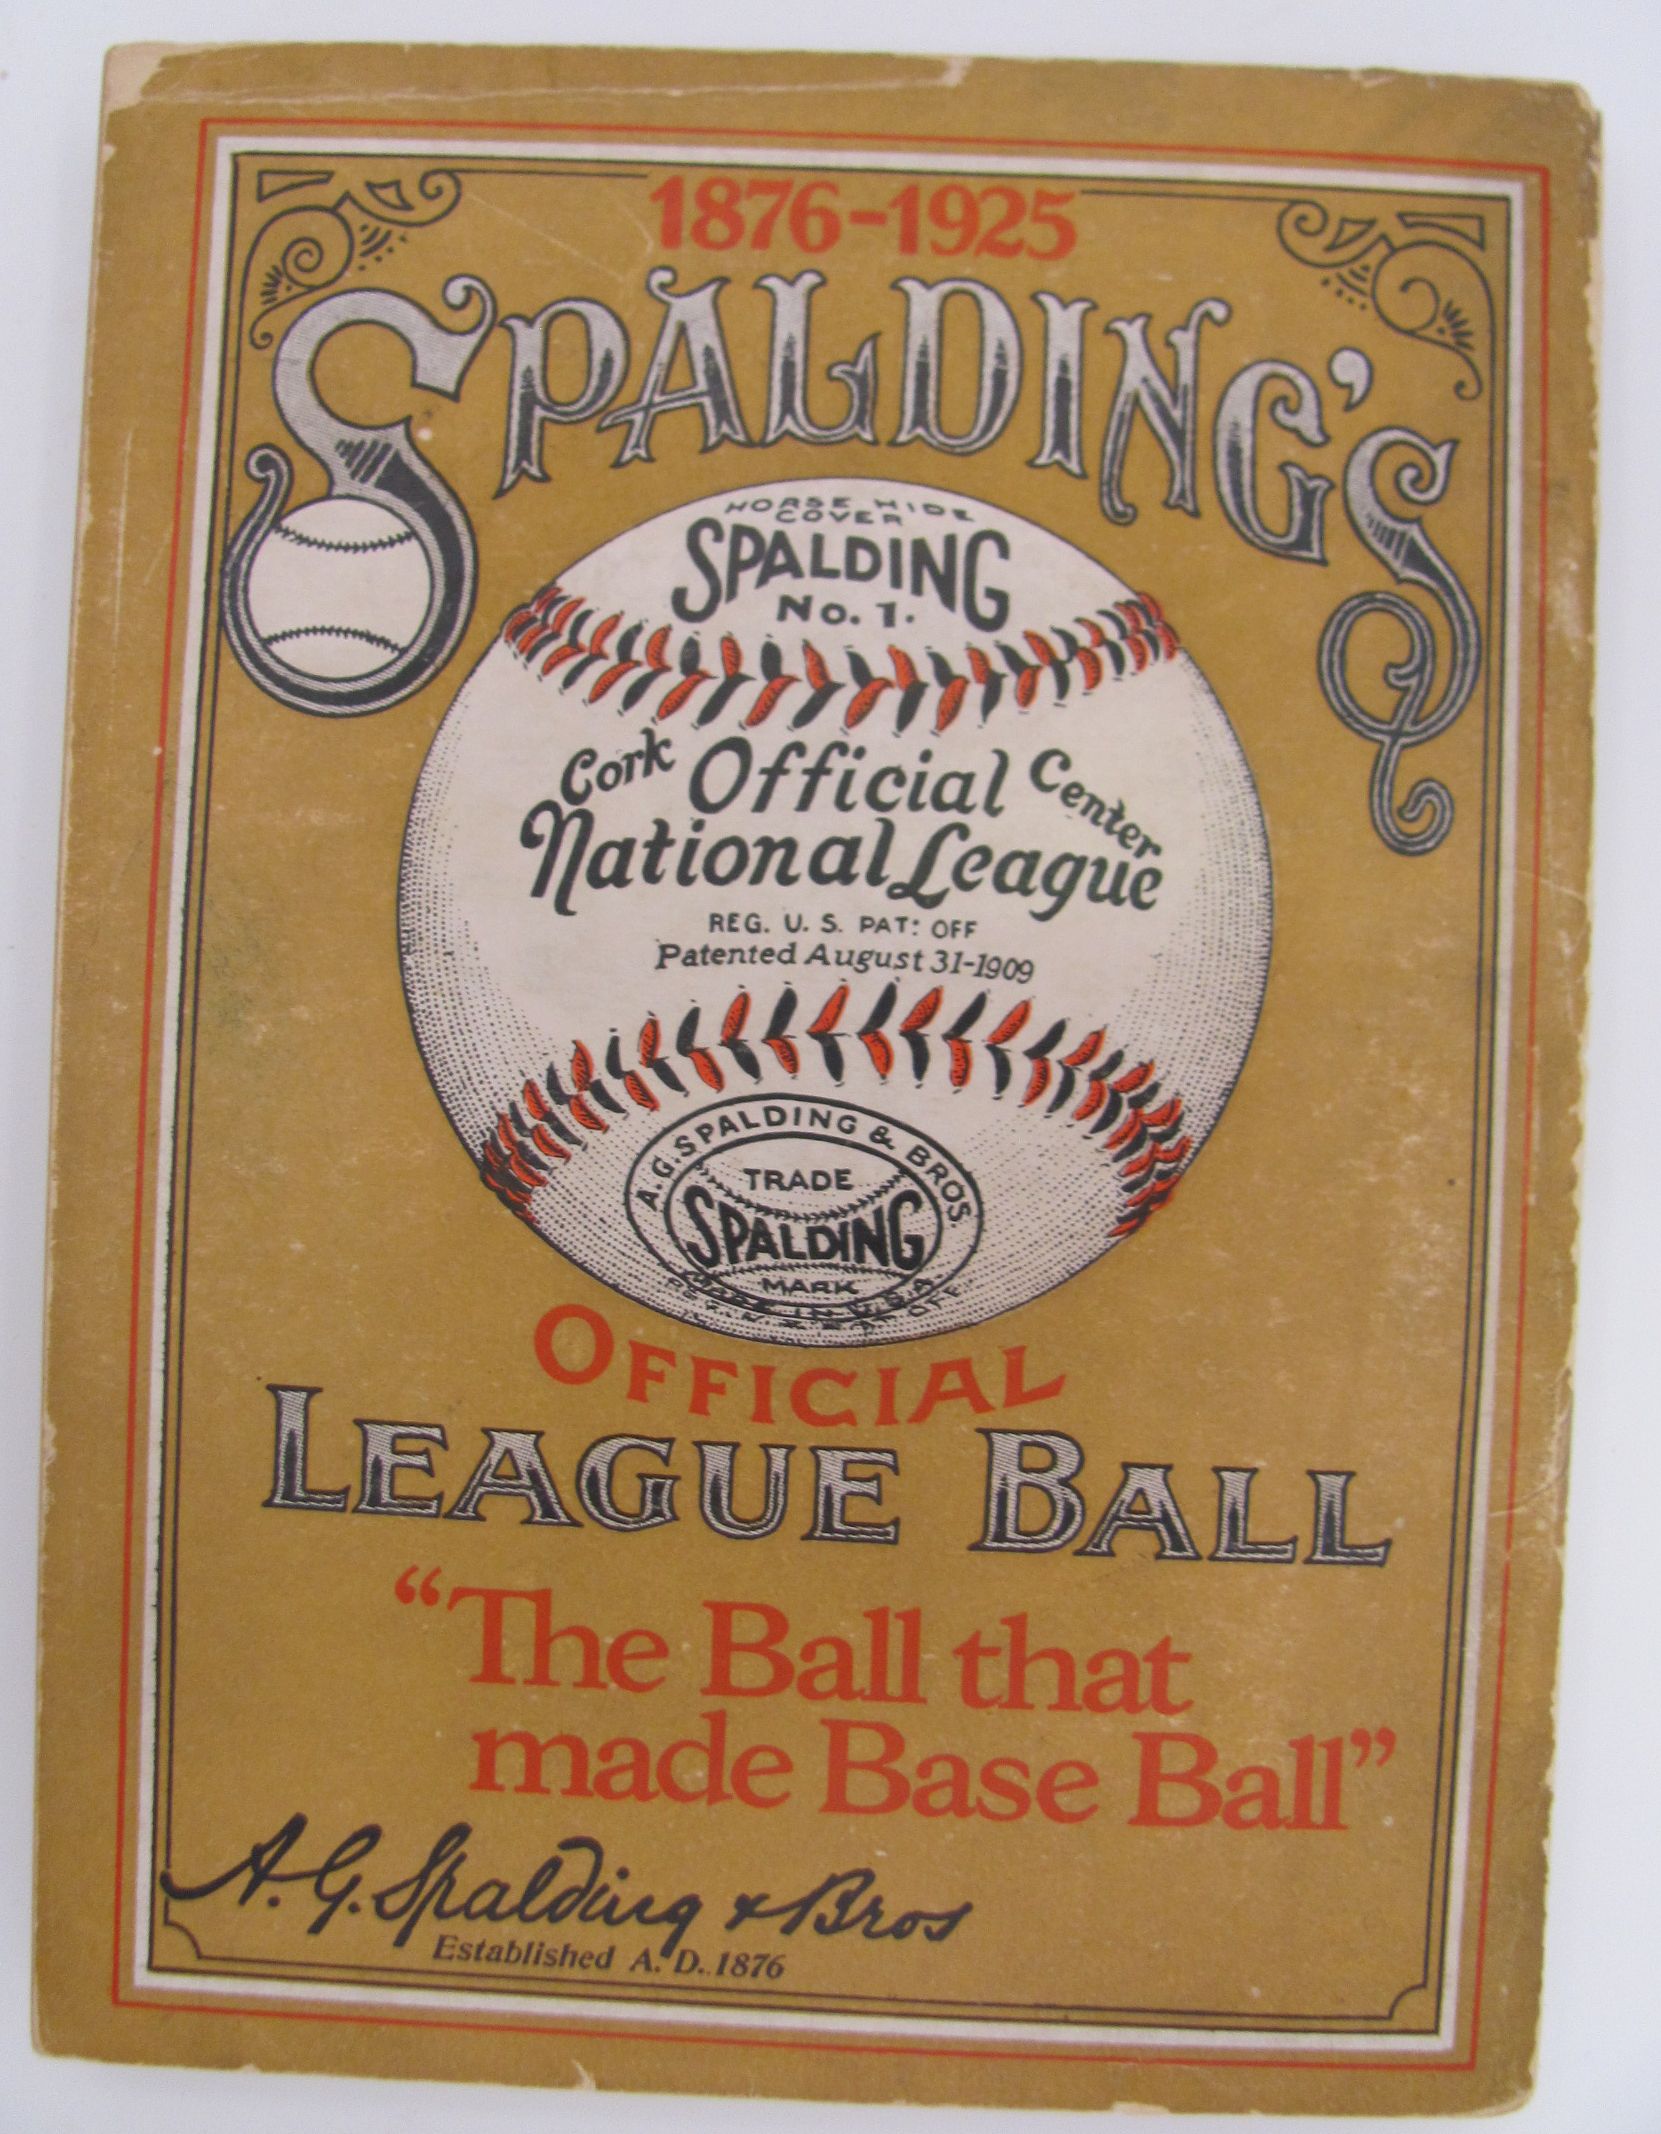 1876-1925
SPALDING'S
HORSE HIDE
COVER
SPALDING
No. 1.
Cork Official Center
National League
REG. U. S. PAT. OFF
Patented August 31-1909
A. G. SPALDING & BROS.
TRADE
SPALDING
MARK
MADE IN U.S.A.
OFFICIAL
LEAGUE BALL
“The Ball that
made Base Ball”
A. G. Spalding & Bros
Established A. D. 1876